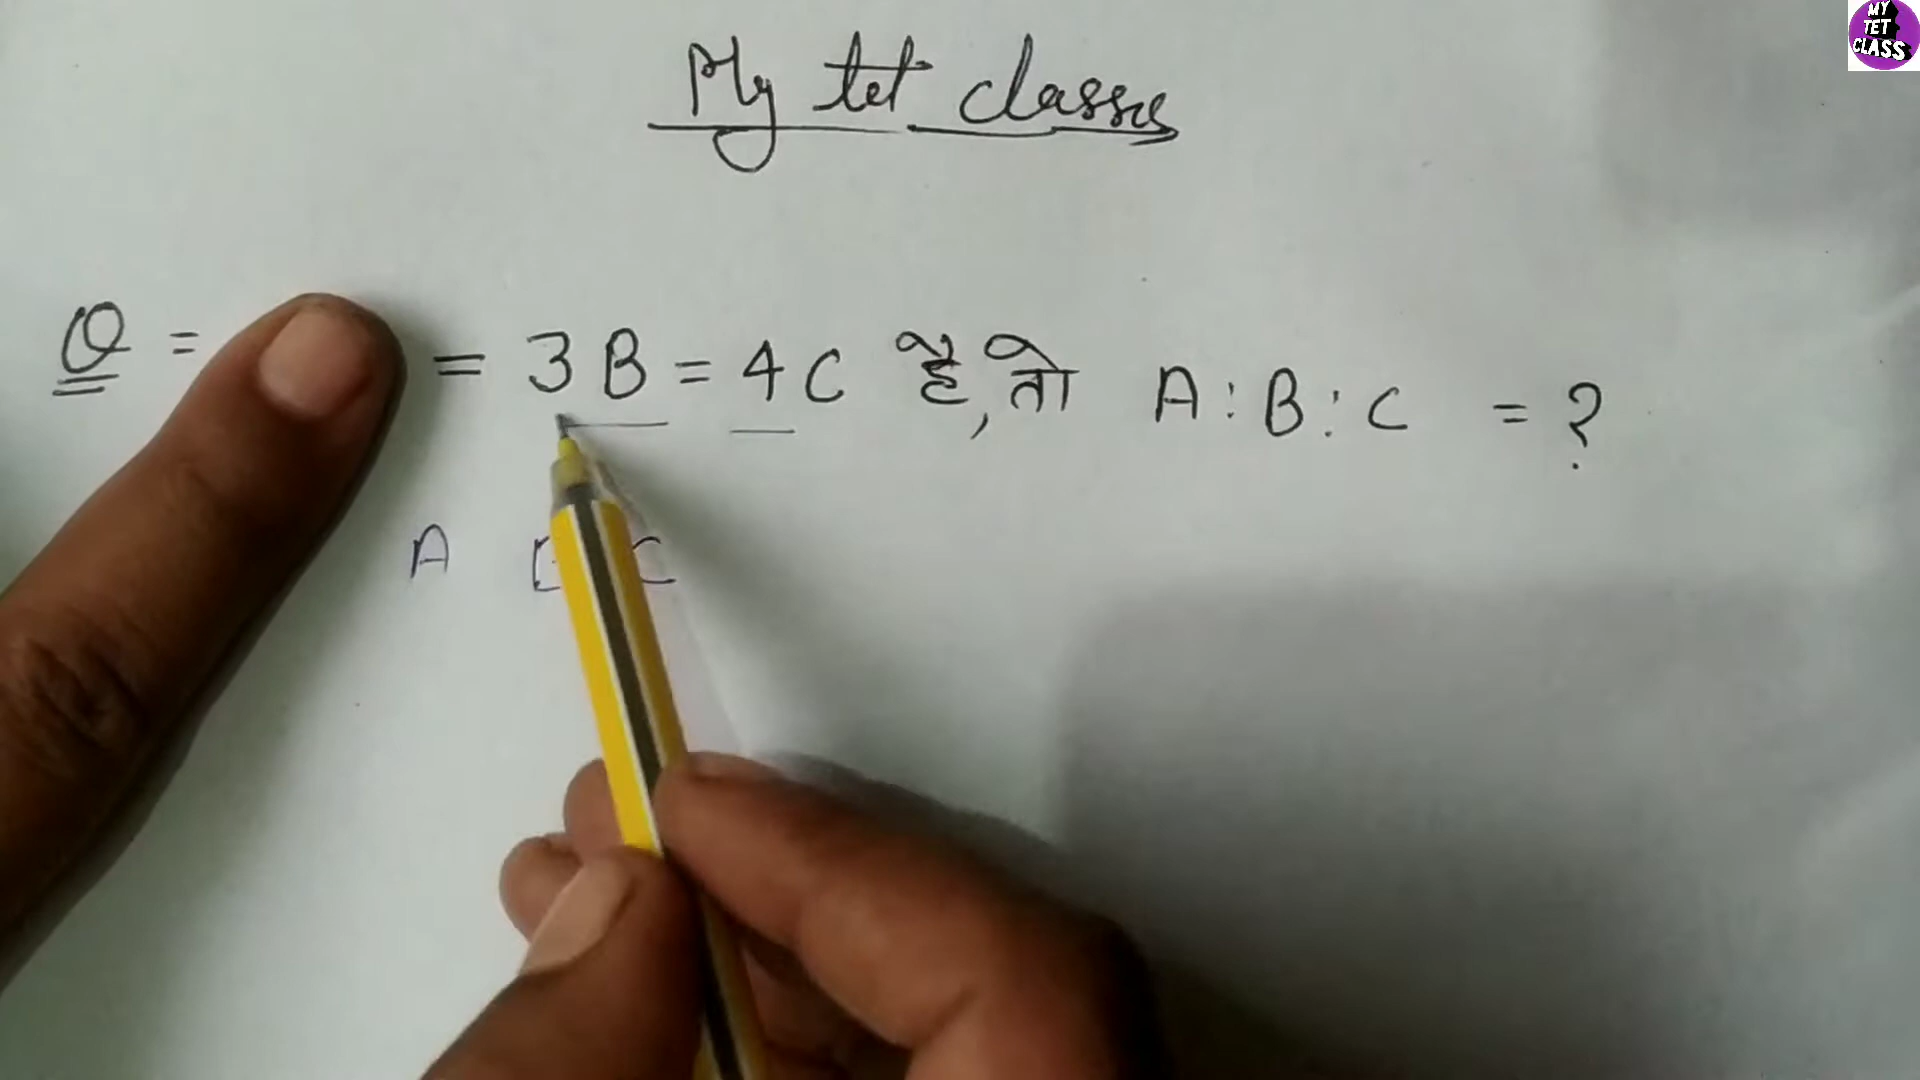 MY
TET
CLASS
My tet classes
Q = = 3B = 4C है, तो A : B : C = ?
A C